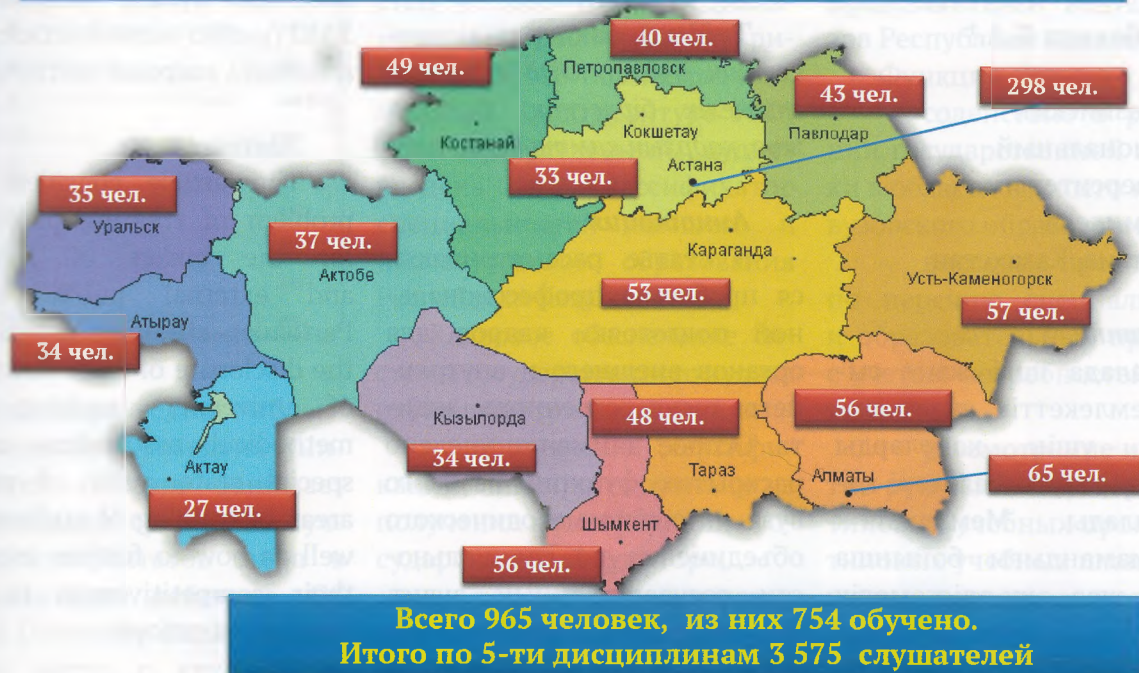 40 чел.
49 чел.
Петропавловск
298 чел.
43 чел.
Костанай
Кокшетау
Павлодар
Астана
33 чел.
35 чел.
Уральск
37 чел.
Актобе
Караганда
Усть-Каменогорск
53 чел.
57 чел.
Атырау
34 чел.
Кызылорда
48 чел.
56 чел.
34 чел.
Актау
Тараз
Алматы
65 чел.
27 чел.
Шымкент
56 чел.
Всего 965 человек, из них 754 обучено.
Итого по 5-ти дисциплинам 3 575 слушателей